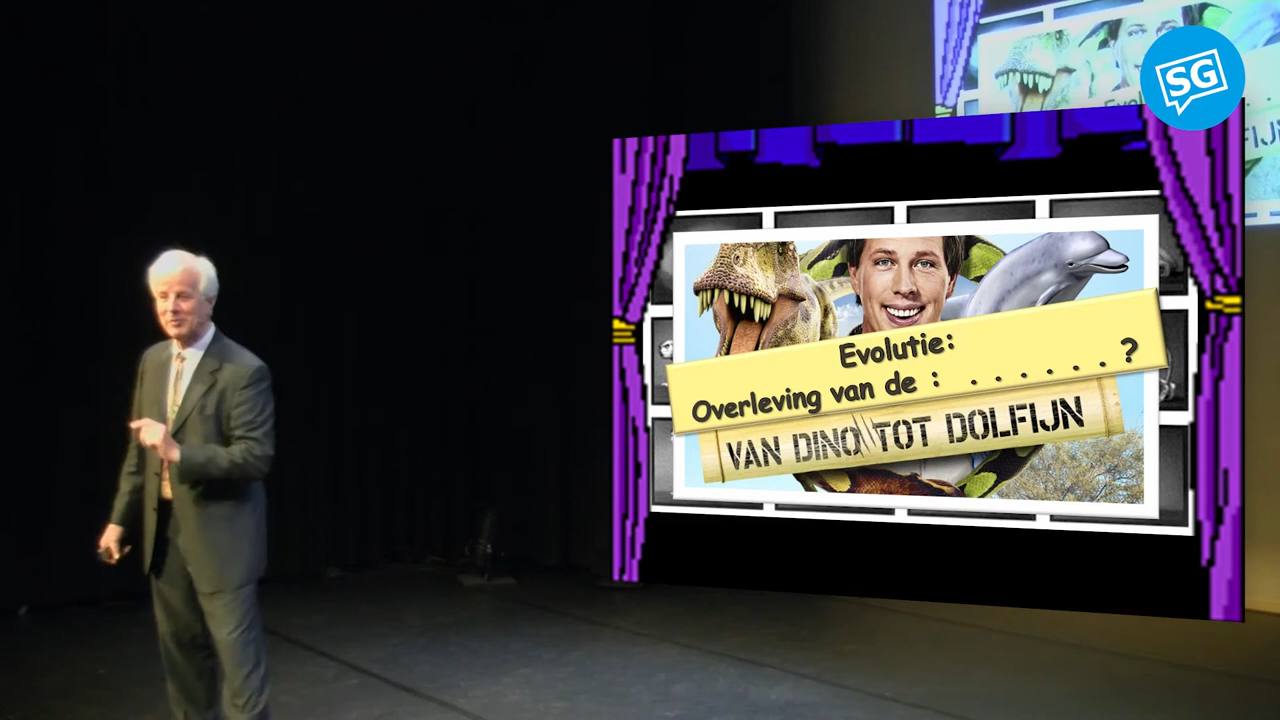 SG
Evolutie:
Overleving van de : . . . . . . ?
VAN DINO TOT DOLFIJN